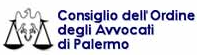 Consiglio dell'Ordine
degli Avvocati
di Palermo